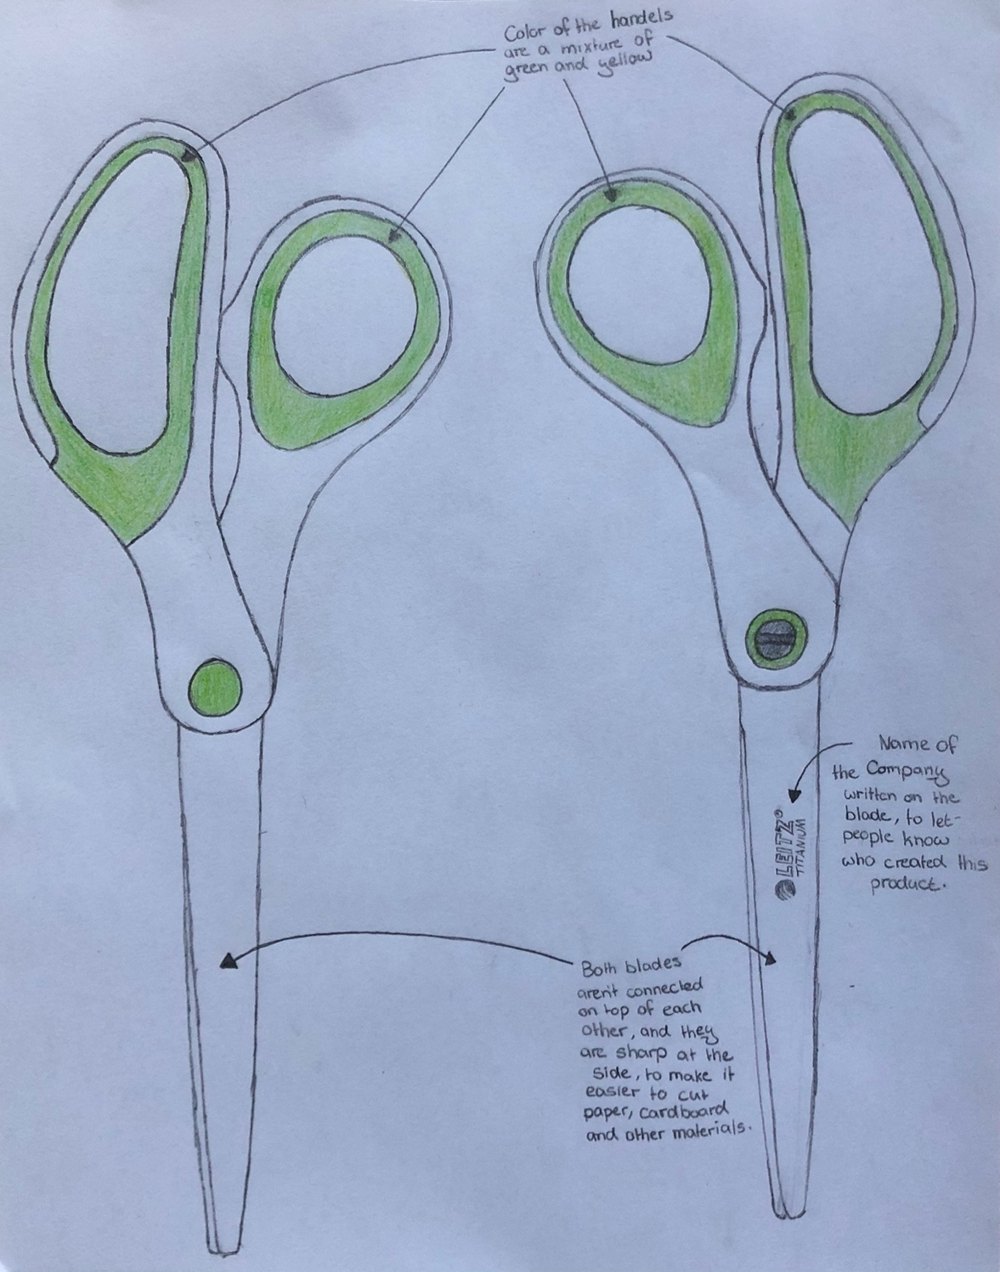 Color of the handels
are a mixture of
green and yellow
Name of
the Company
written on the
blade, to let
people know
who created this
product.
LEITZ®
TITANIUM
Both blades
aren't connected
on top of each
other, and they
are sharp at the
side, to make it
easier to cut
paper, cardboard
and other materials.